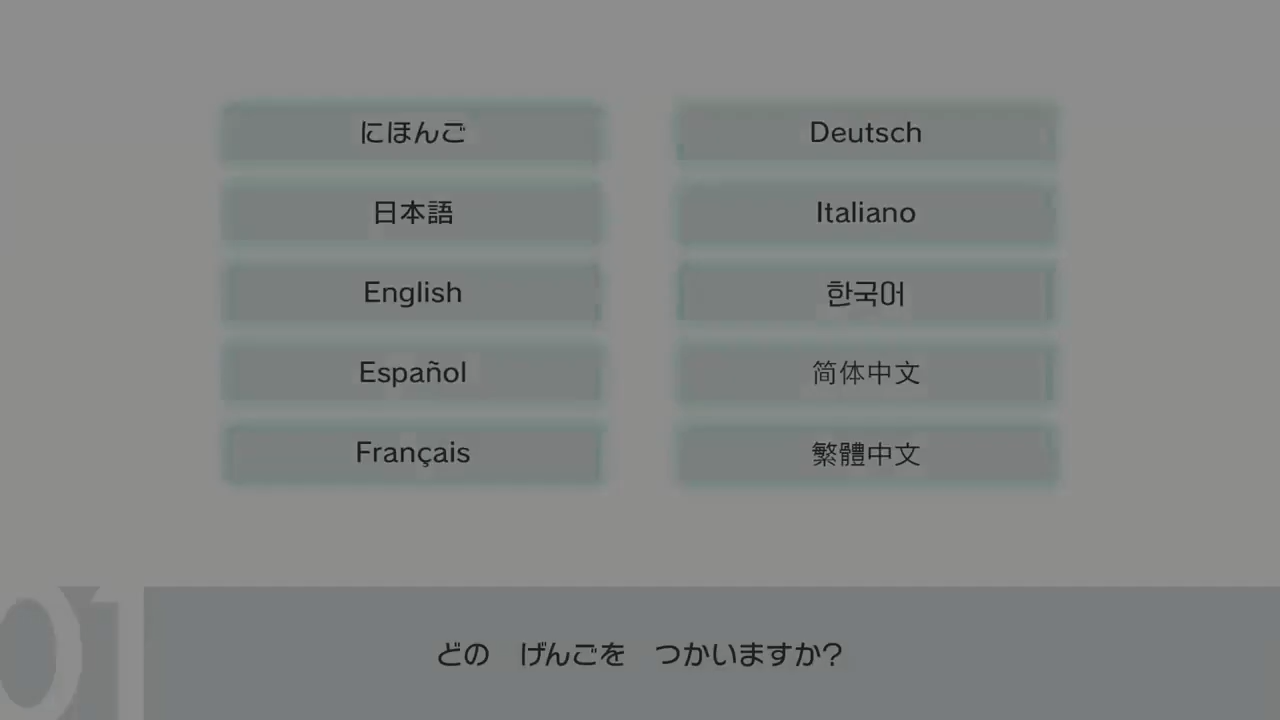 にほんご
日本語
English
Español
Français
Deutsch
Italiano
한국어
简体中文
繁體中文
01
どの　げんごを　つかいますか?